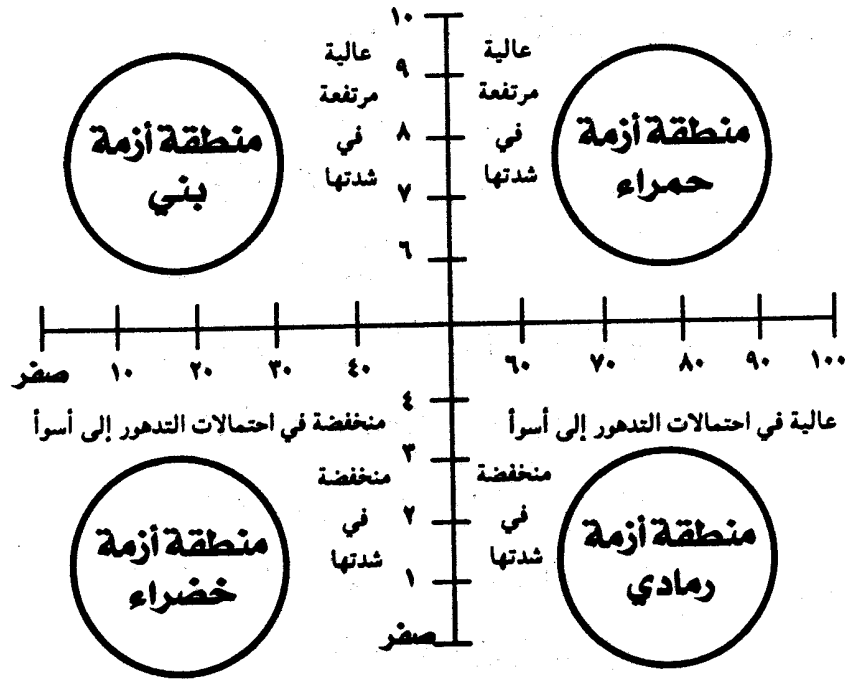 ١٠
عالية
مرتفعة
في
شدتها
عالية
مرتفعة
في
شدتها
٩
٨
٧
٦
منطقة أزمة
حمراء
منطقة أزمة
بني
صفر ١٠ ٢٠ ٣٠ ٤٠ ٦٠ ٧٠ ٨٠ ٩٠ ١٠٠
عالية في احتمالات التدهور إلى أسوأ
منخفضة في احتمالات التدهور إلى أسوأ
٤
٣
٢
١
صفر
منخفضة
في
شدتها
منخفضة
في
شدتها
منطقة أزمة
رمادي
منطقة أزمة
خضراء